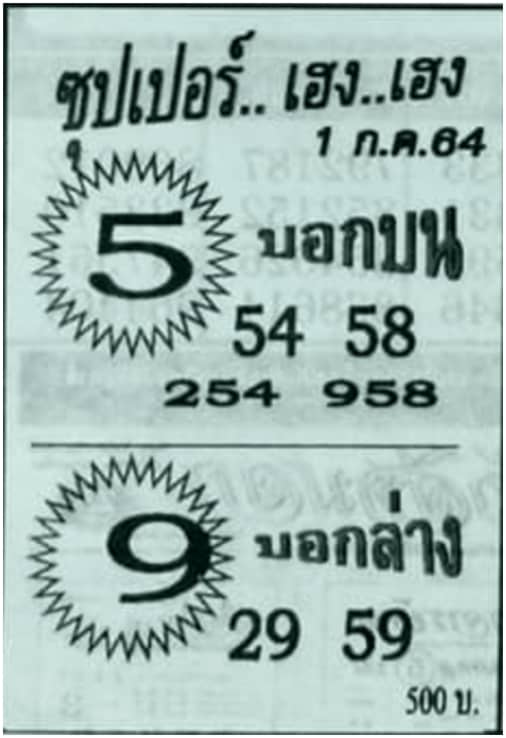 ซุปเปอร์.. เฮง..เฮง
1 ก.ค.64
5 บอกบน
54 58
254 958
9 บอกล่าง
29 59
500 บ.